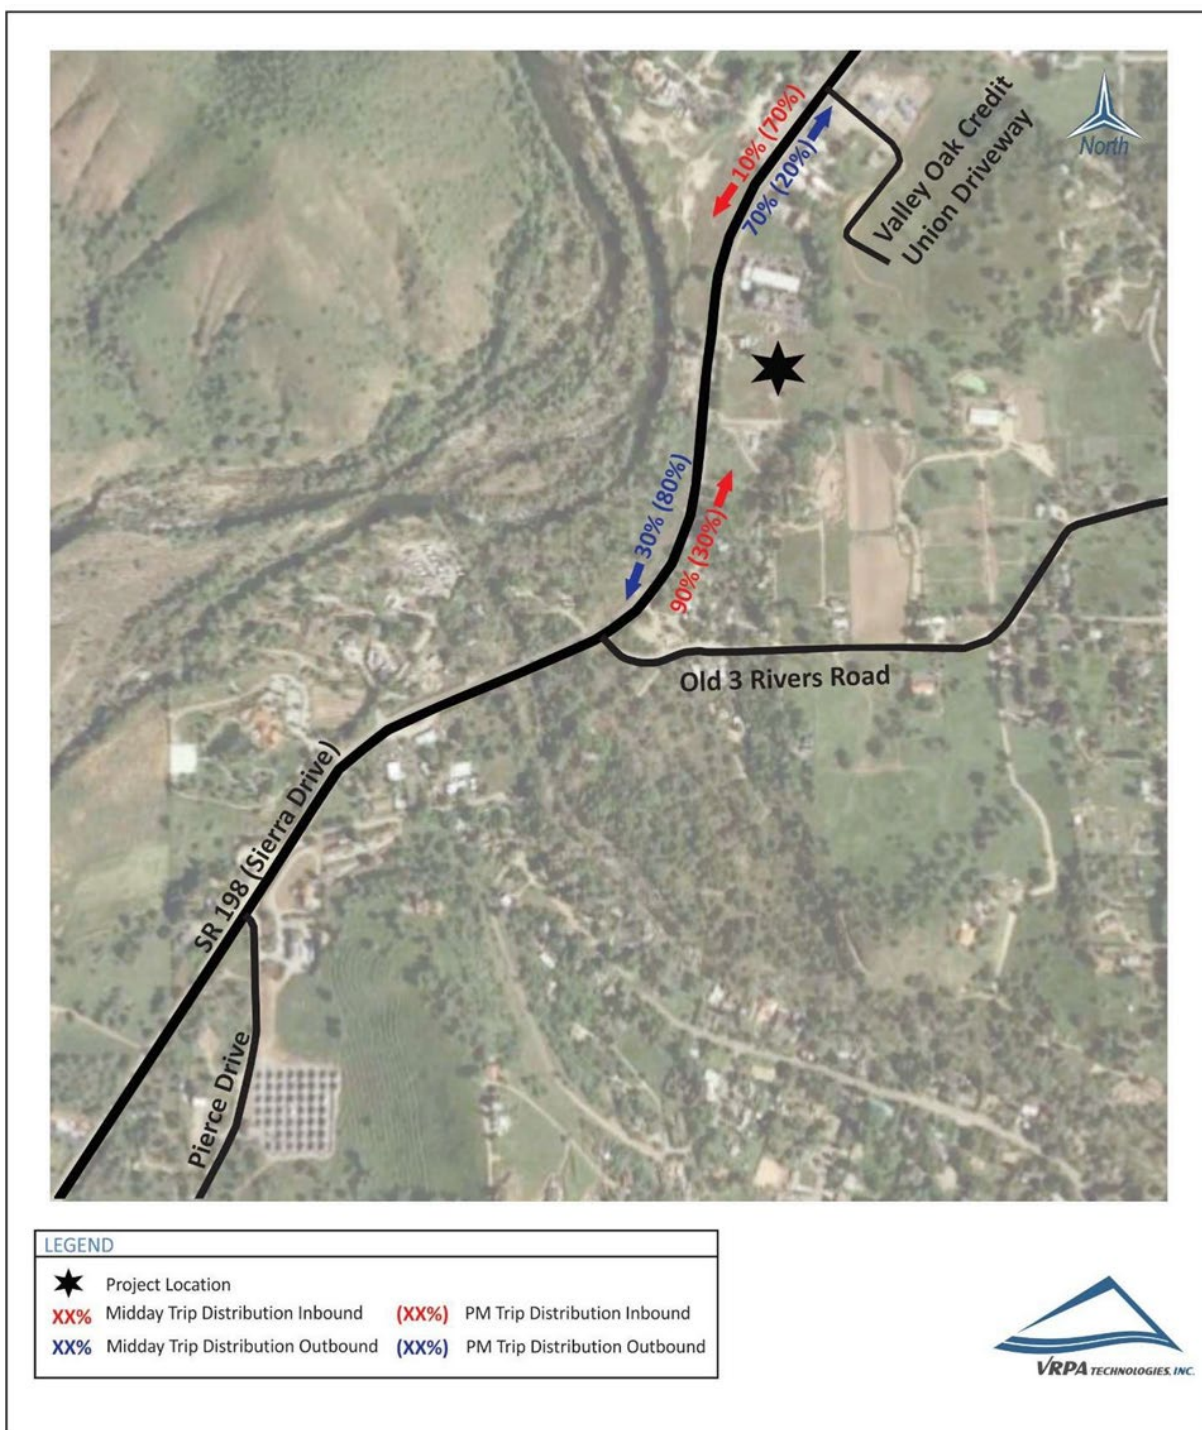 10% (70%)
70% (20%)
Valley Oak Credit
Union Driveway
North
30% (80%)
90% (30%)
Old 3 Rivers Road
SR 198 (Sierra Drive)
Pierce Drive
LEGEND
Project Location
XX% Midday Trip Distribution Inbound (XX%) PM Trip Distribution Inbound
XX% Midday Trip Distribution Outbound (XX%) PM Trip Distribution Outbound
VRPA TECHNOLOGIES, INC.